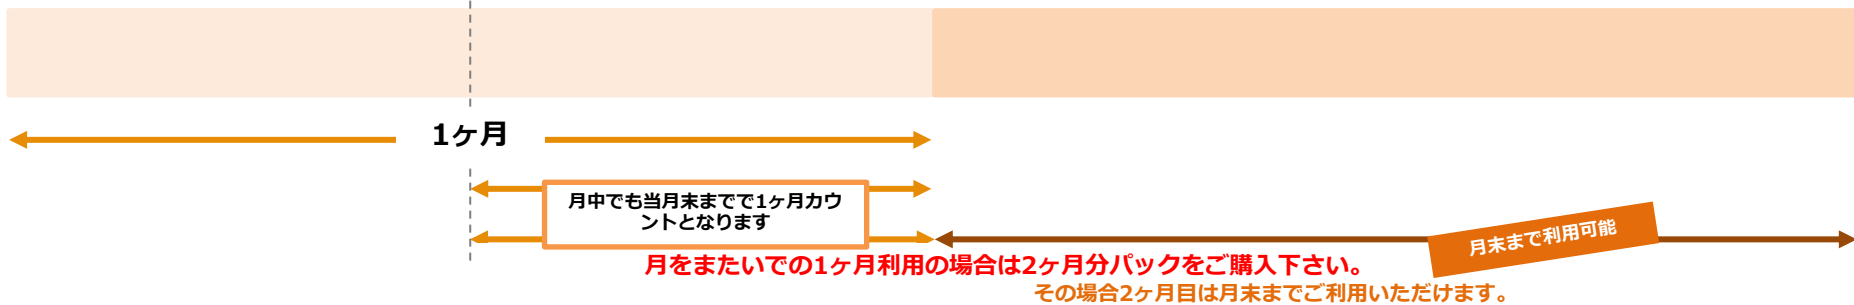 1ヶ月
月中でも当月末までで1ヶ月カウ
ントとなります
月末まで利用可能
月をまたいでの1ヶ月利用の場合は2ヶ月分パックをご購入下さい。
その場合2ヶ月目は月末までご利用いただけます。